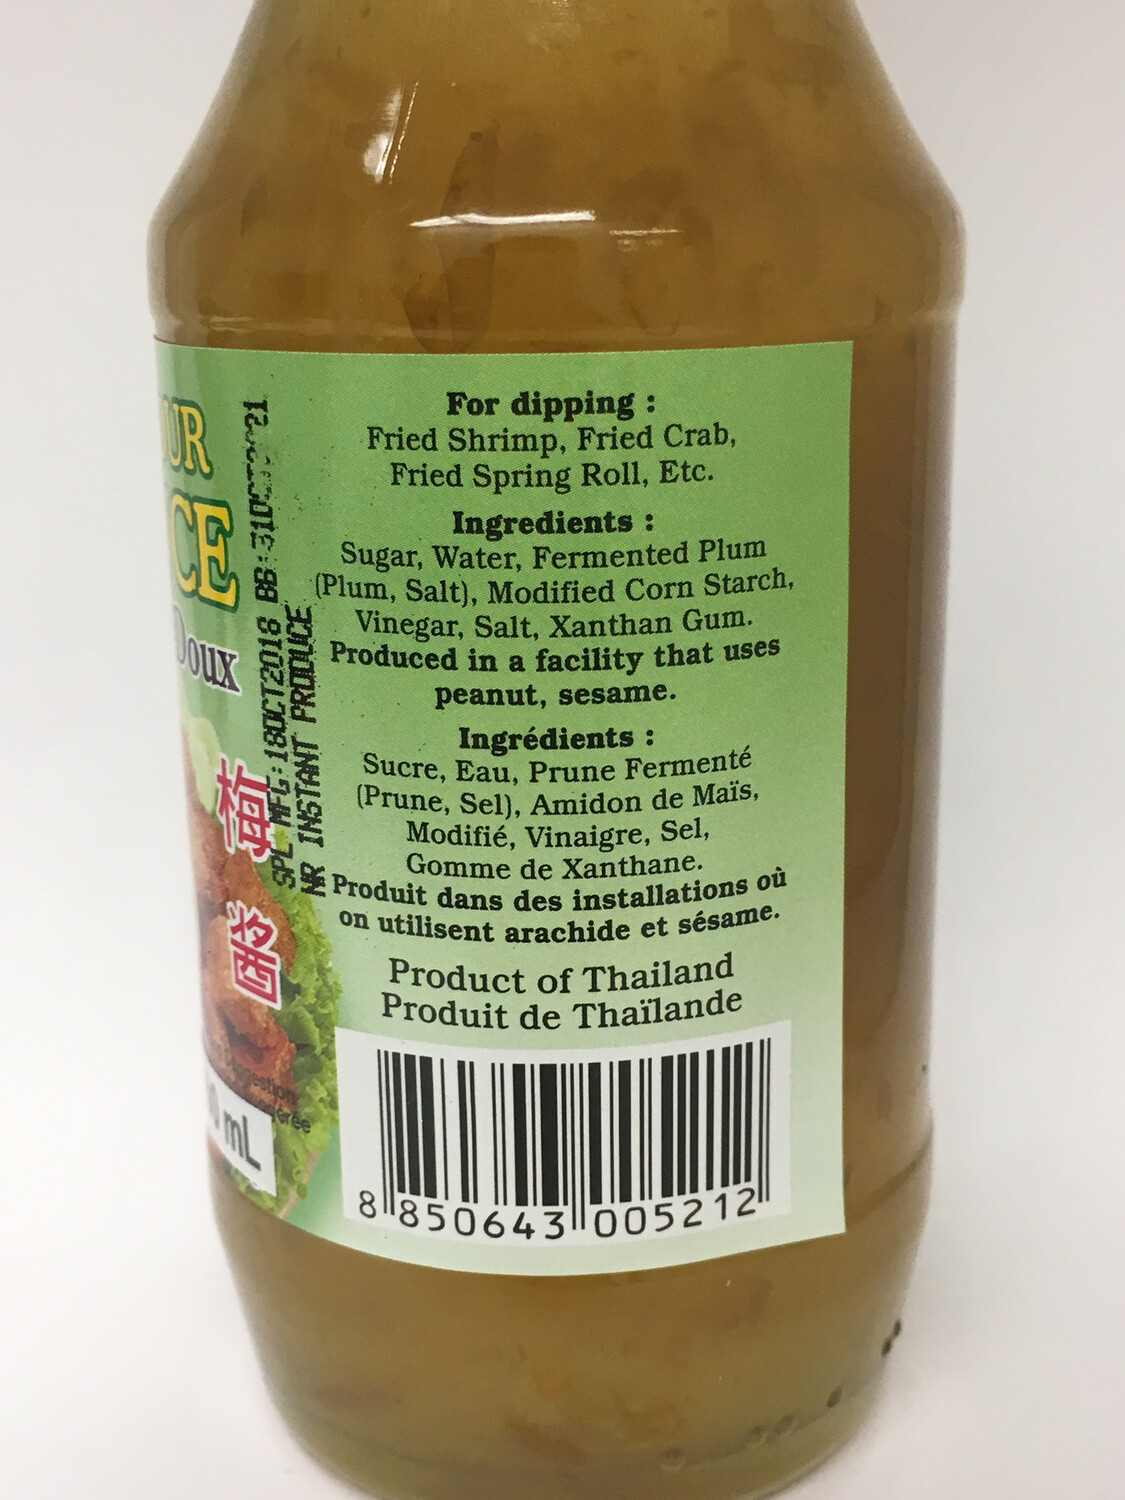 UR
CE
Doux
梅
酱
mL
SPL MFG:18OCT2018 BB:31OCT2021
NR INSTANT PRODUCE
For dipping :
Fried Shrimp, Fried Crab,
Fried Spring Roll, Etc.
Ingredients :
Sugar, Water, Fermented Plum
(Plum, Salt), Modified Corn Starch,
Vinegar, Salt, Xanthan Gum.
Produced in a facility that uses
peanut, sesame.
Ingrédients :
Sucre, Eau, Prune Fermenté
(Prune, Sel), Amidon de Maïs,
Modifié, Vinaigre, Sel,
Gomme de Xanthane.
Produit dans des installations où
on utilisent arachide et sésame.
Product of Thailand
Produit de Thaïlande
8 850643 005212